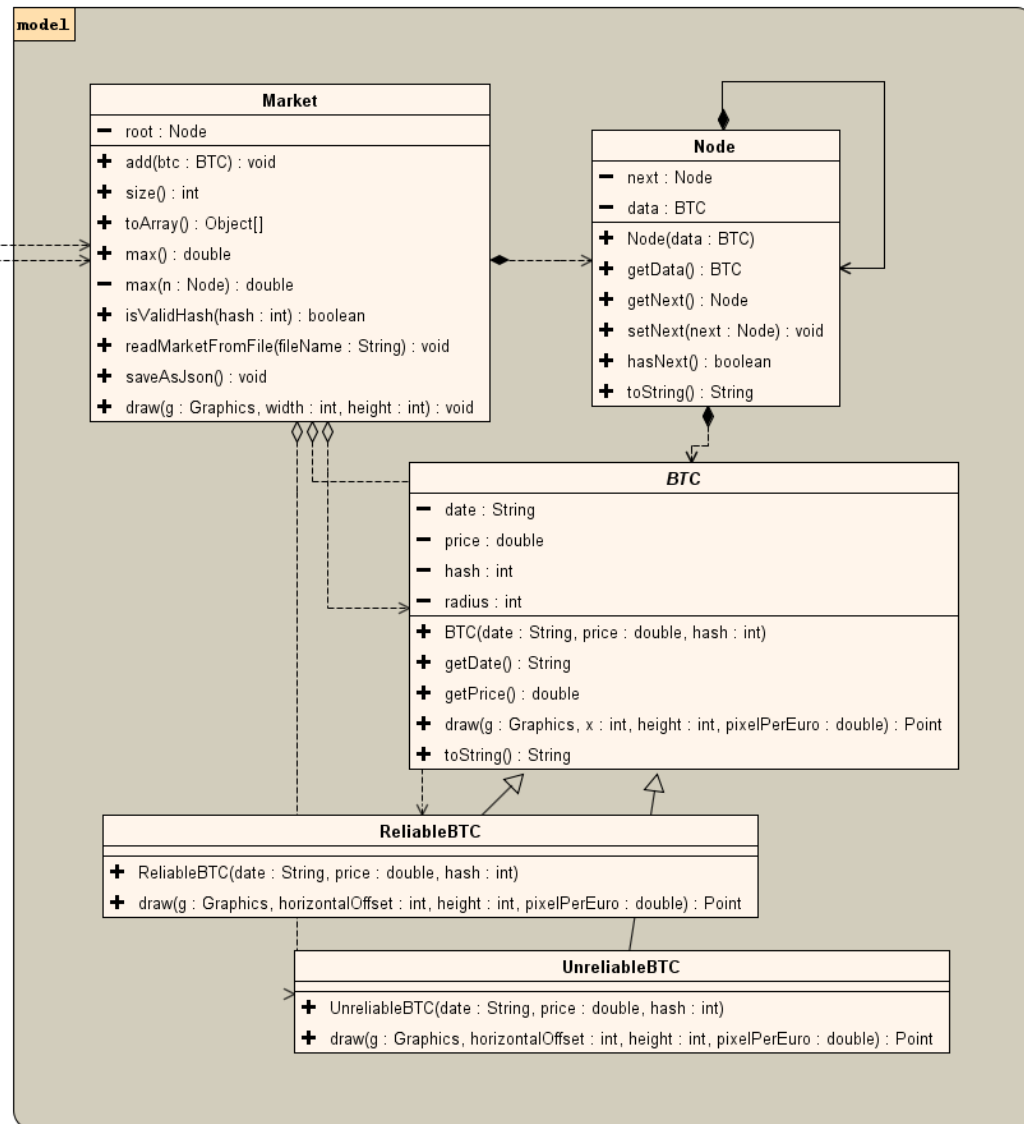 model
Market
− root : Node
+ add(btc : BTC) : void
+ size() : int
+ toArray() : Object[]
+ max() : double
− max(n : Node) : double
+ isValidHash(hash : int) : boolean
+ readMarketFromFile(fileName : String) : void
+ saveAsJson() : void
+ draw(g : Graphics, width : int, height : int) : void
Node
− next : Node
− data : BTC
+ Node(data : BTC)
+ getData() : BTC
+ getNext() : Node
+ setNext(next : Node) : void
+ hasNext() : boolean
+ toString() : String
BTC
− date : String
− price : double
− hash : int
− radius : int
+ BTC(date : String, price : double, hash : int)
+ getDate() : String
+ getPrice() : double
+ draw(g : Graphics, x : int, height : int, pixelPerEuro : double) : Point
+ toString() : String
ReliableBTC
+ ReliableBTC(date : String, price : double, hash : int)
+ draw(g : Graphics, horizontalOffset : int, height : int, pixelPerEuro : double) : Point
UnreliableBTC
+ UnreliableBTC(date : String, price : double, hash : int)
+ draw(g : Graphics, horizontalOffset : int, height : int, pixelPerEuro : double) : Point